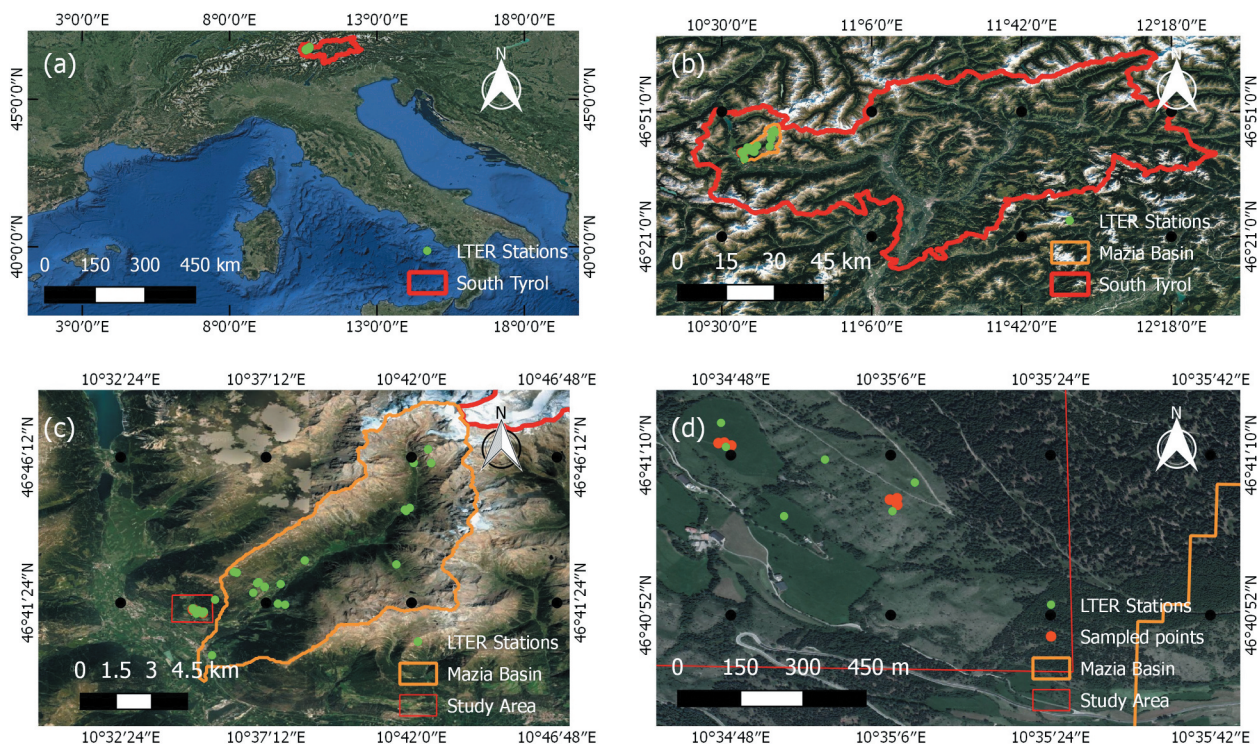 (a)
N
45°0′0″N
40°0′0″N
LTER Stations
South Tyrol
0 150 300 450 km
3°0′0″E 8°0′0″E 13°0′0″E 18°0′0″E
10°30′0″E 11°6′0″E 11°42′0″E 12°18′0″E
(b)
N
46°51′0″N 46°51′0″N
46°21′0″N 46°21′0″N
LTER Stations
Mazia Basin
South Tyrol
0 15 30 45 km
10°30′0″E 11°6′0″E 11°42′0″E 12°18′0″E
10°32′24″E 10°37′12″E 10°42′0″E 10°46′48″E
(c)
N
46°46′12″N 46°46′12″N
46°41′24″N 46°41′24″N
LTER Stations
Mazia Basin
Study Area
0 1.5 3 4.5 km
10°32′24″E 10°37′12″E 10°42′0″E 10°46′48″E
10°34′48″E 10°35′6″E 10°35′24″E 10°35′42″E
(d)
N
46°41′10″N 46°41′10″N
46°40′52″N 46°40′52″N
LTER Stations
Sampled points
Mazia Basin
Study Area
0 150 300 450 m
10°34′48″E 10°35′6″E 10°35′24″E 10°35′42″E
3°0′0″E 8°0′0″E 13°0′0″E 18°0′0″E
45°0′0″N
40°0′0″N